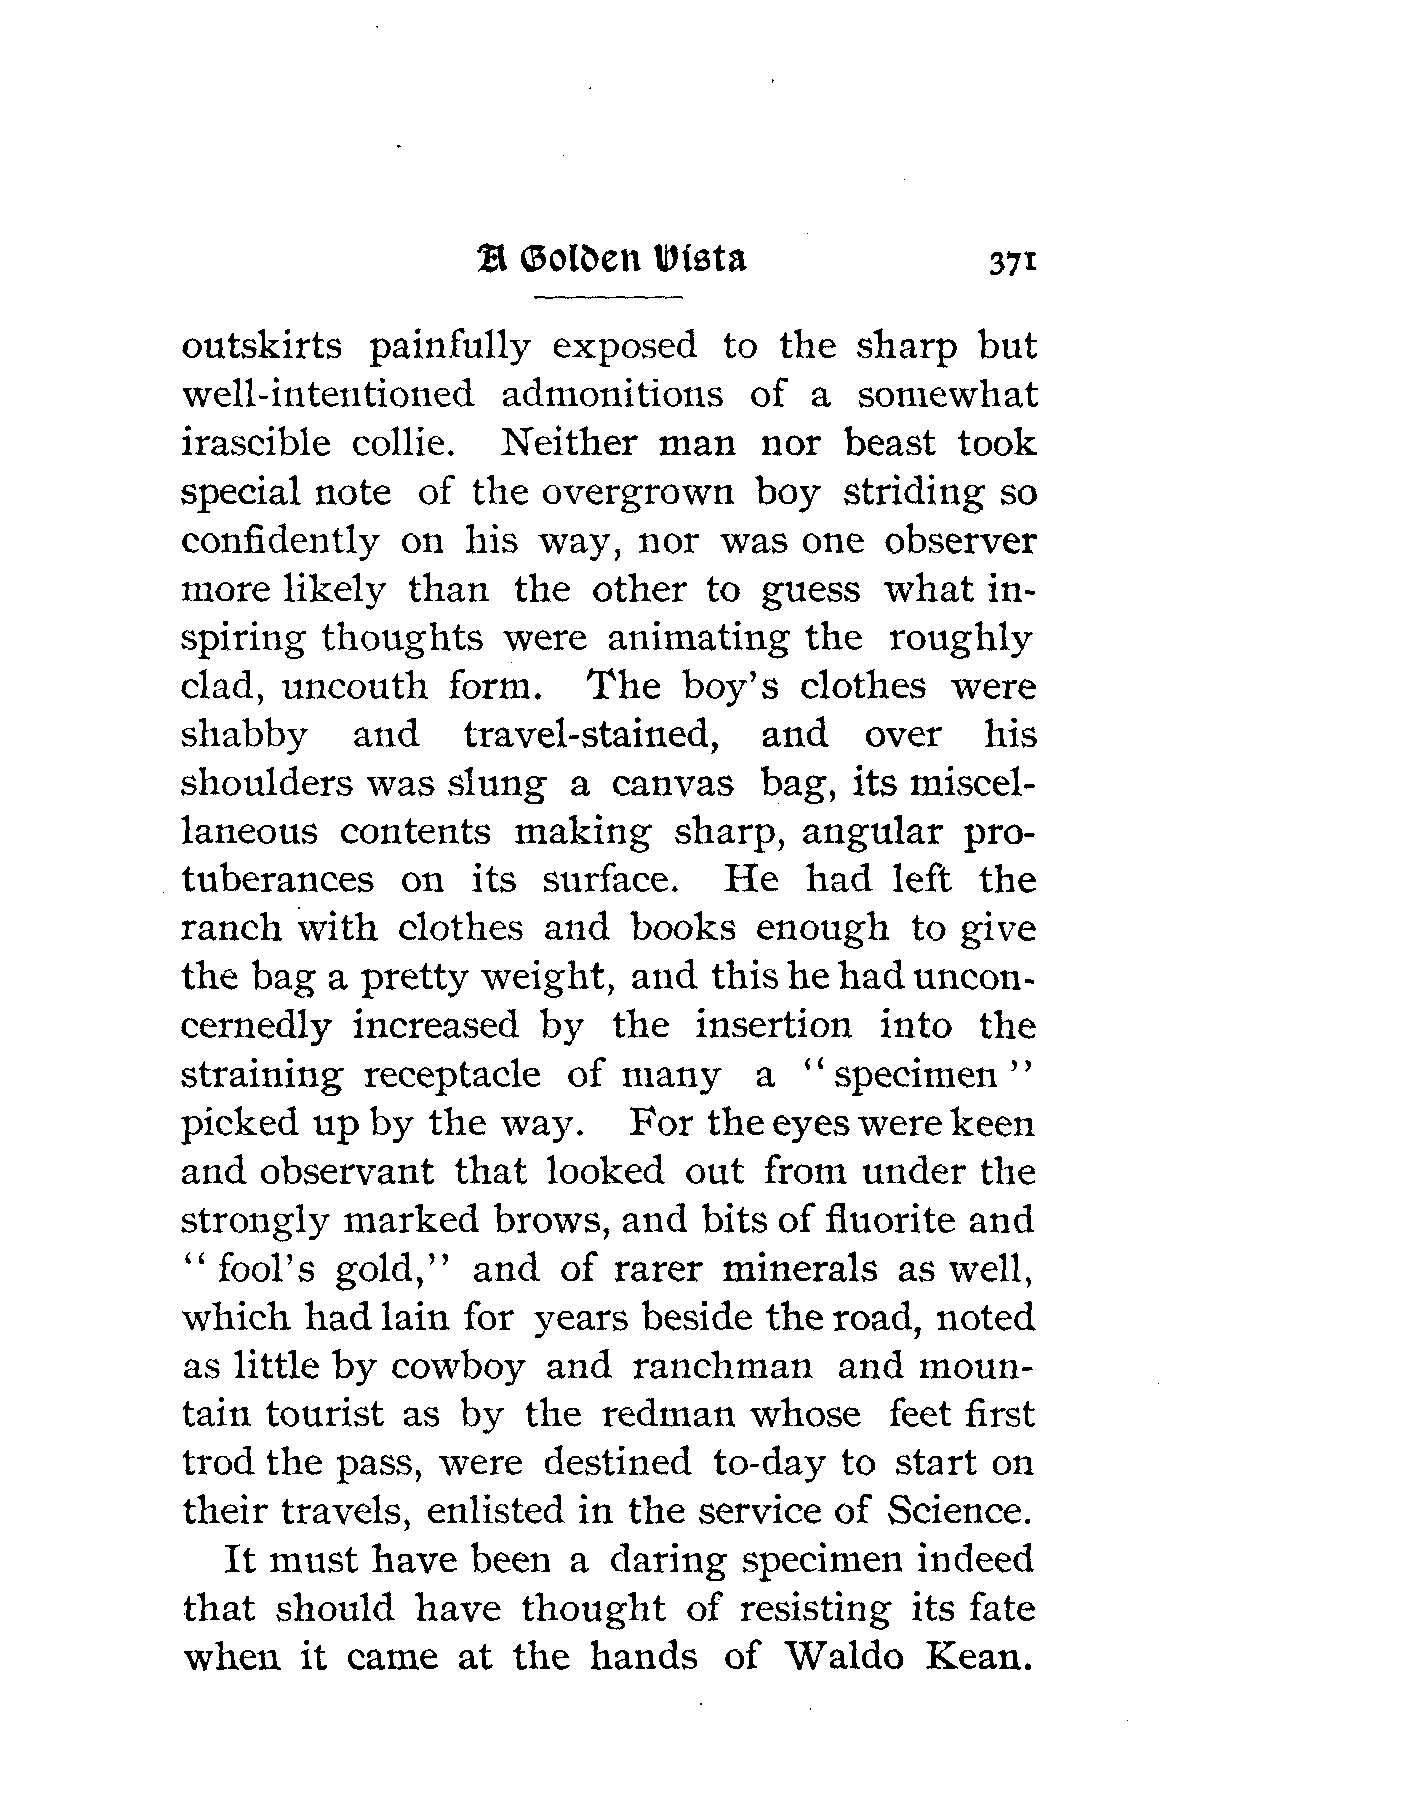 A Golden Vista 371
outskirts painfully exposed to the sharp but
well-intentioned admonitions of a somewhat
irascible collie. Neither man nor beast took
special note of the overgrown boy striding so
confidently on his way, nor was one observer
more likely than the other to guess what in-
spiring thoughts were animating the roughly
clad, uncouth form. The boy's clothes were
shabby and travel-stained, and over his
shoulders was slung a canvas bag, its miscel-
laneous contents making sharp, angular pro-
tuberances on its surface. He had left the
ranch with clothes and books enough to give
the bag a pretty weight, and this he had uncon-
cernedly increased by the insertion into the
straining receptacle of many a “ specimen ”
picked up by the way. For the eyes were keen
and observant that looked out from under the
strongly marked brows, and bits of fluorite and
“ fool's gold,” and of rarer minerals as well,
which had lain for years beside the road, noted
as little by cowboy and ranchman and moun-
tain tourist as by the redman whose feet first
trod the pass, were destined to-day to start on
their travels, enlisted in the service of Science.
It must have been a daring specimen indeed
that should have thought of resisting its fate
when it came at the hands of Waldo Kean.